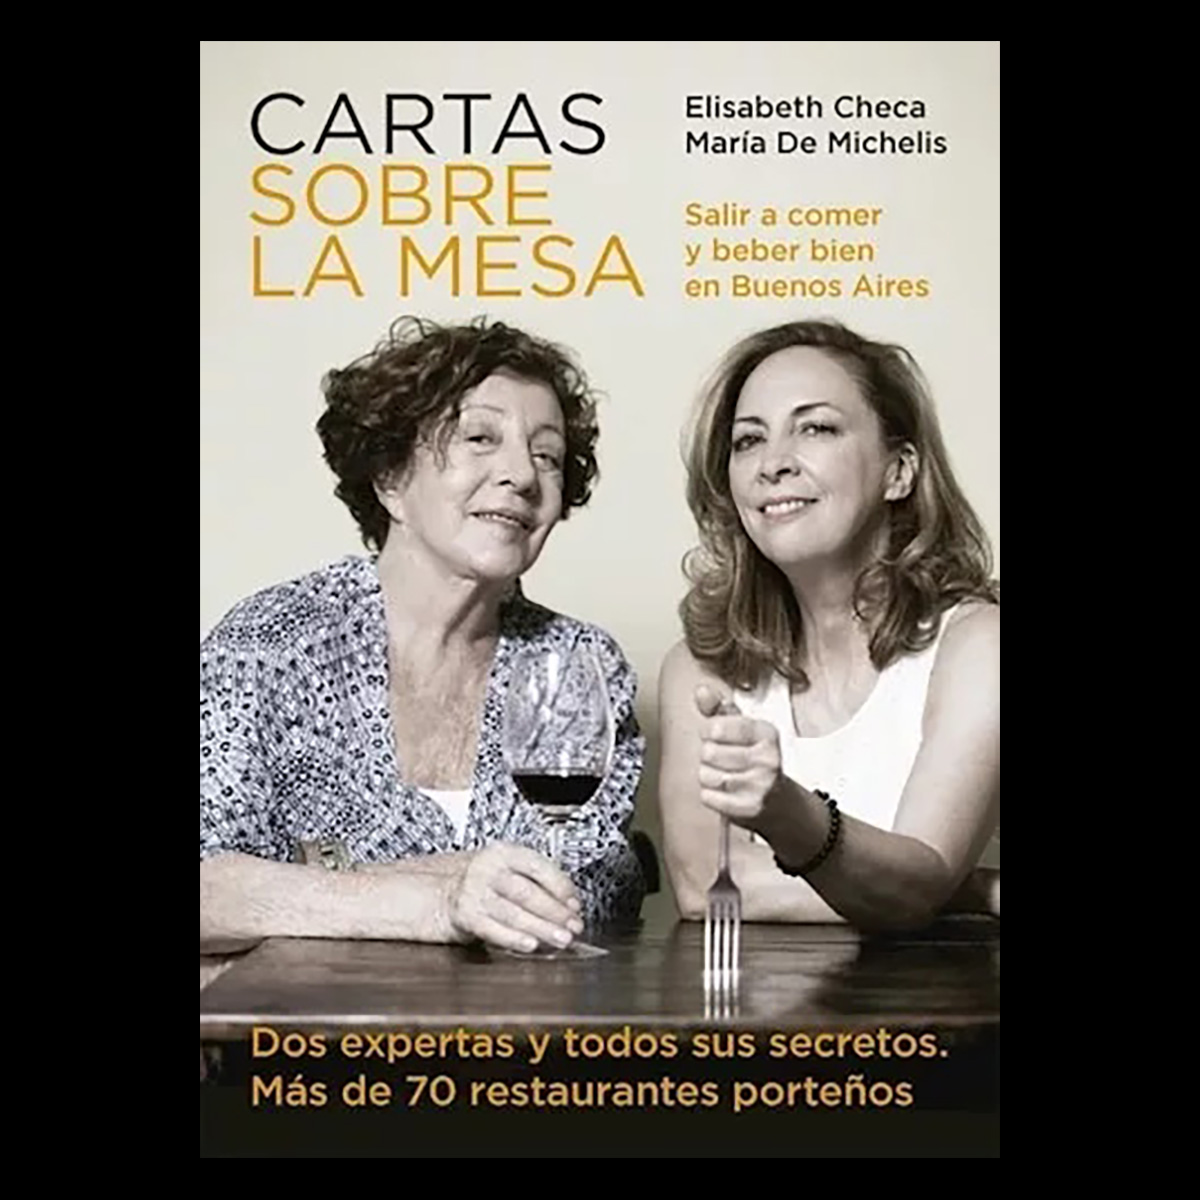 CARTAS
SOBRE
LA MESA
Elisabeth Checa
María De Michelis
Salir a comer
y beber bien
en Buenos Aires
Dos expertas y todos sus secretos.
Más de 70 restaurantes porteños